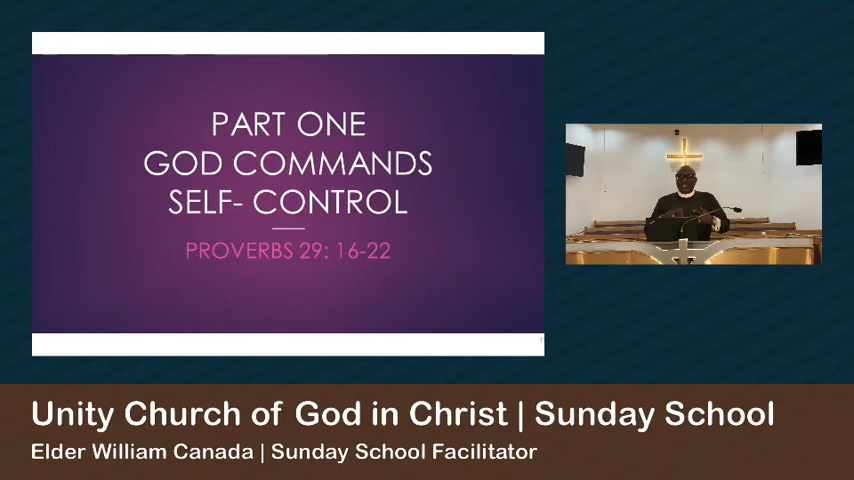 PART ONE
GOD COMMANDS
SELF- CONTROL
PROVERBS 29: 16-22
Unity Church of God in Christ | Sunday School
Elder William Canada | Sunday School Facilitator